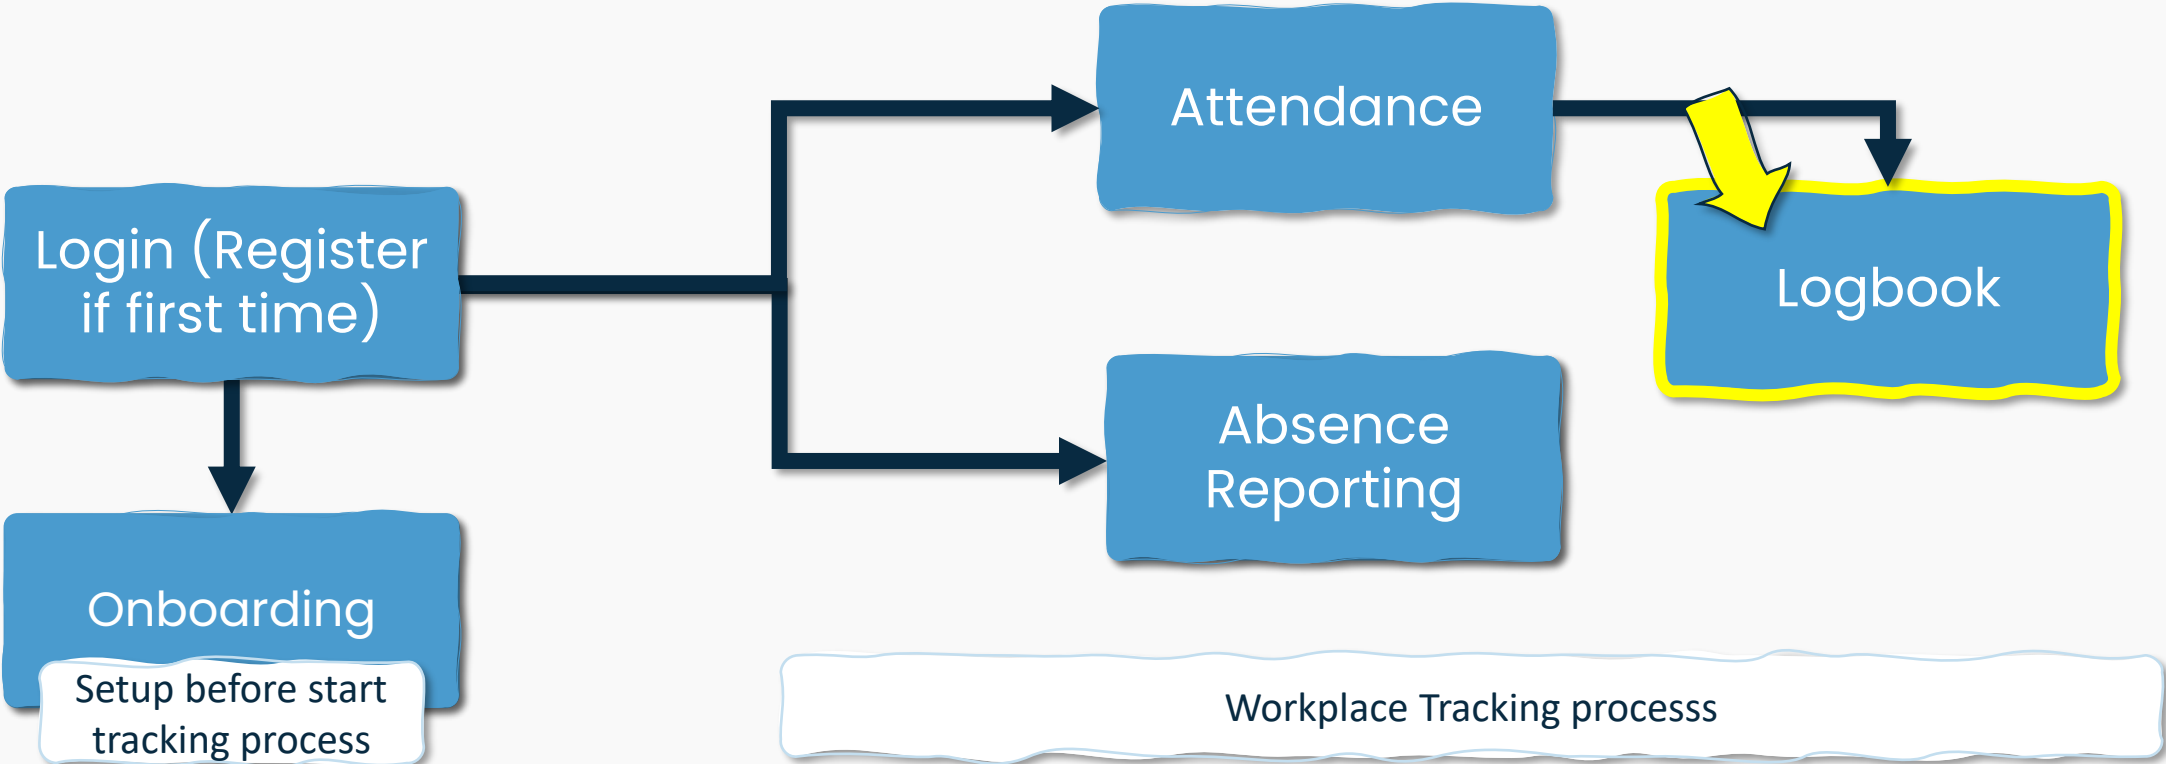 Attendance
Login (Register
if first time)
Logbook
Absence
Reporting
Onboarding
Setup before start
tracking process
Workplace Tracking processs